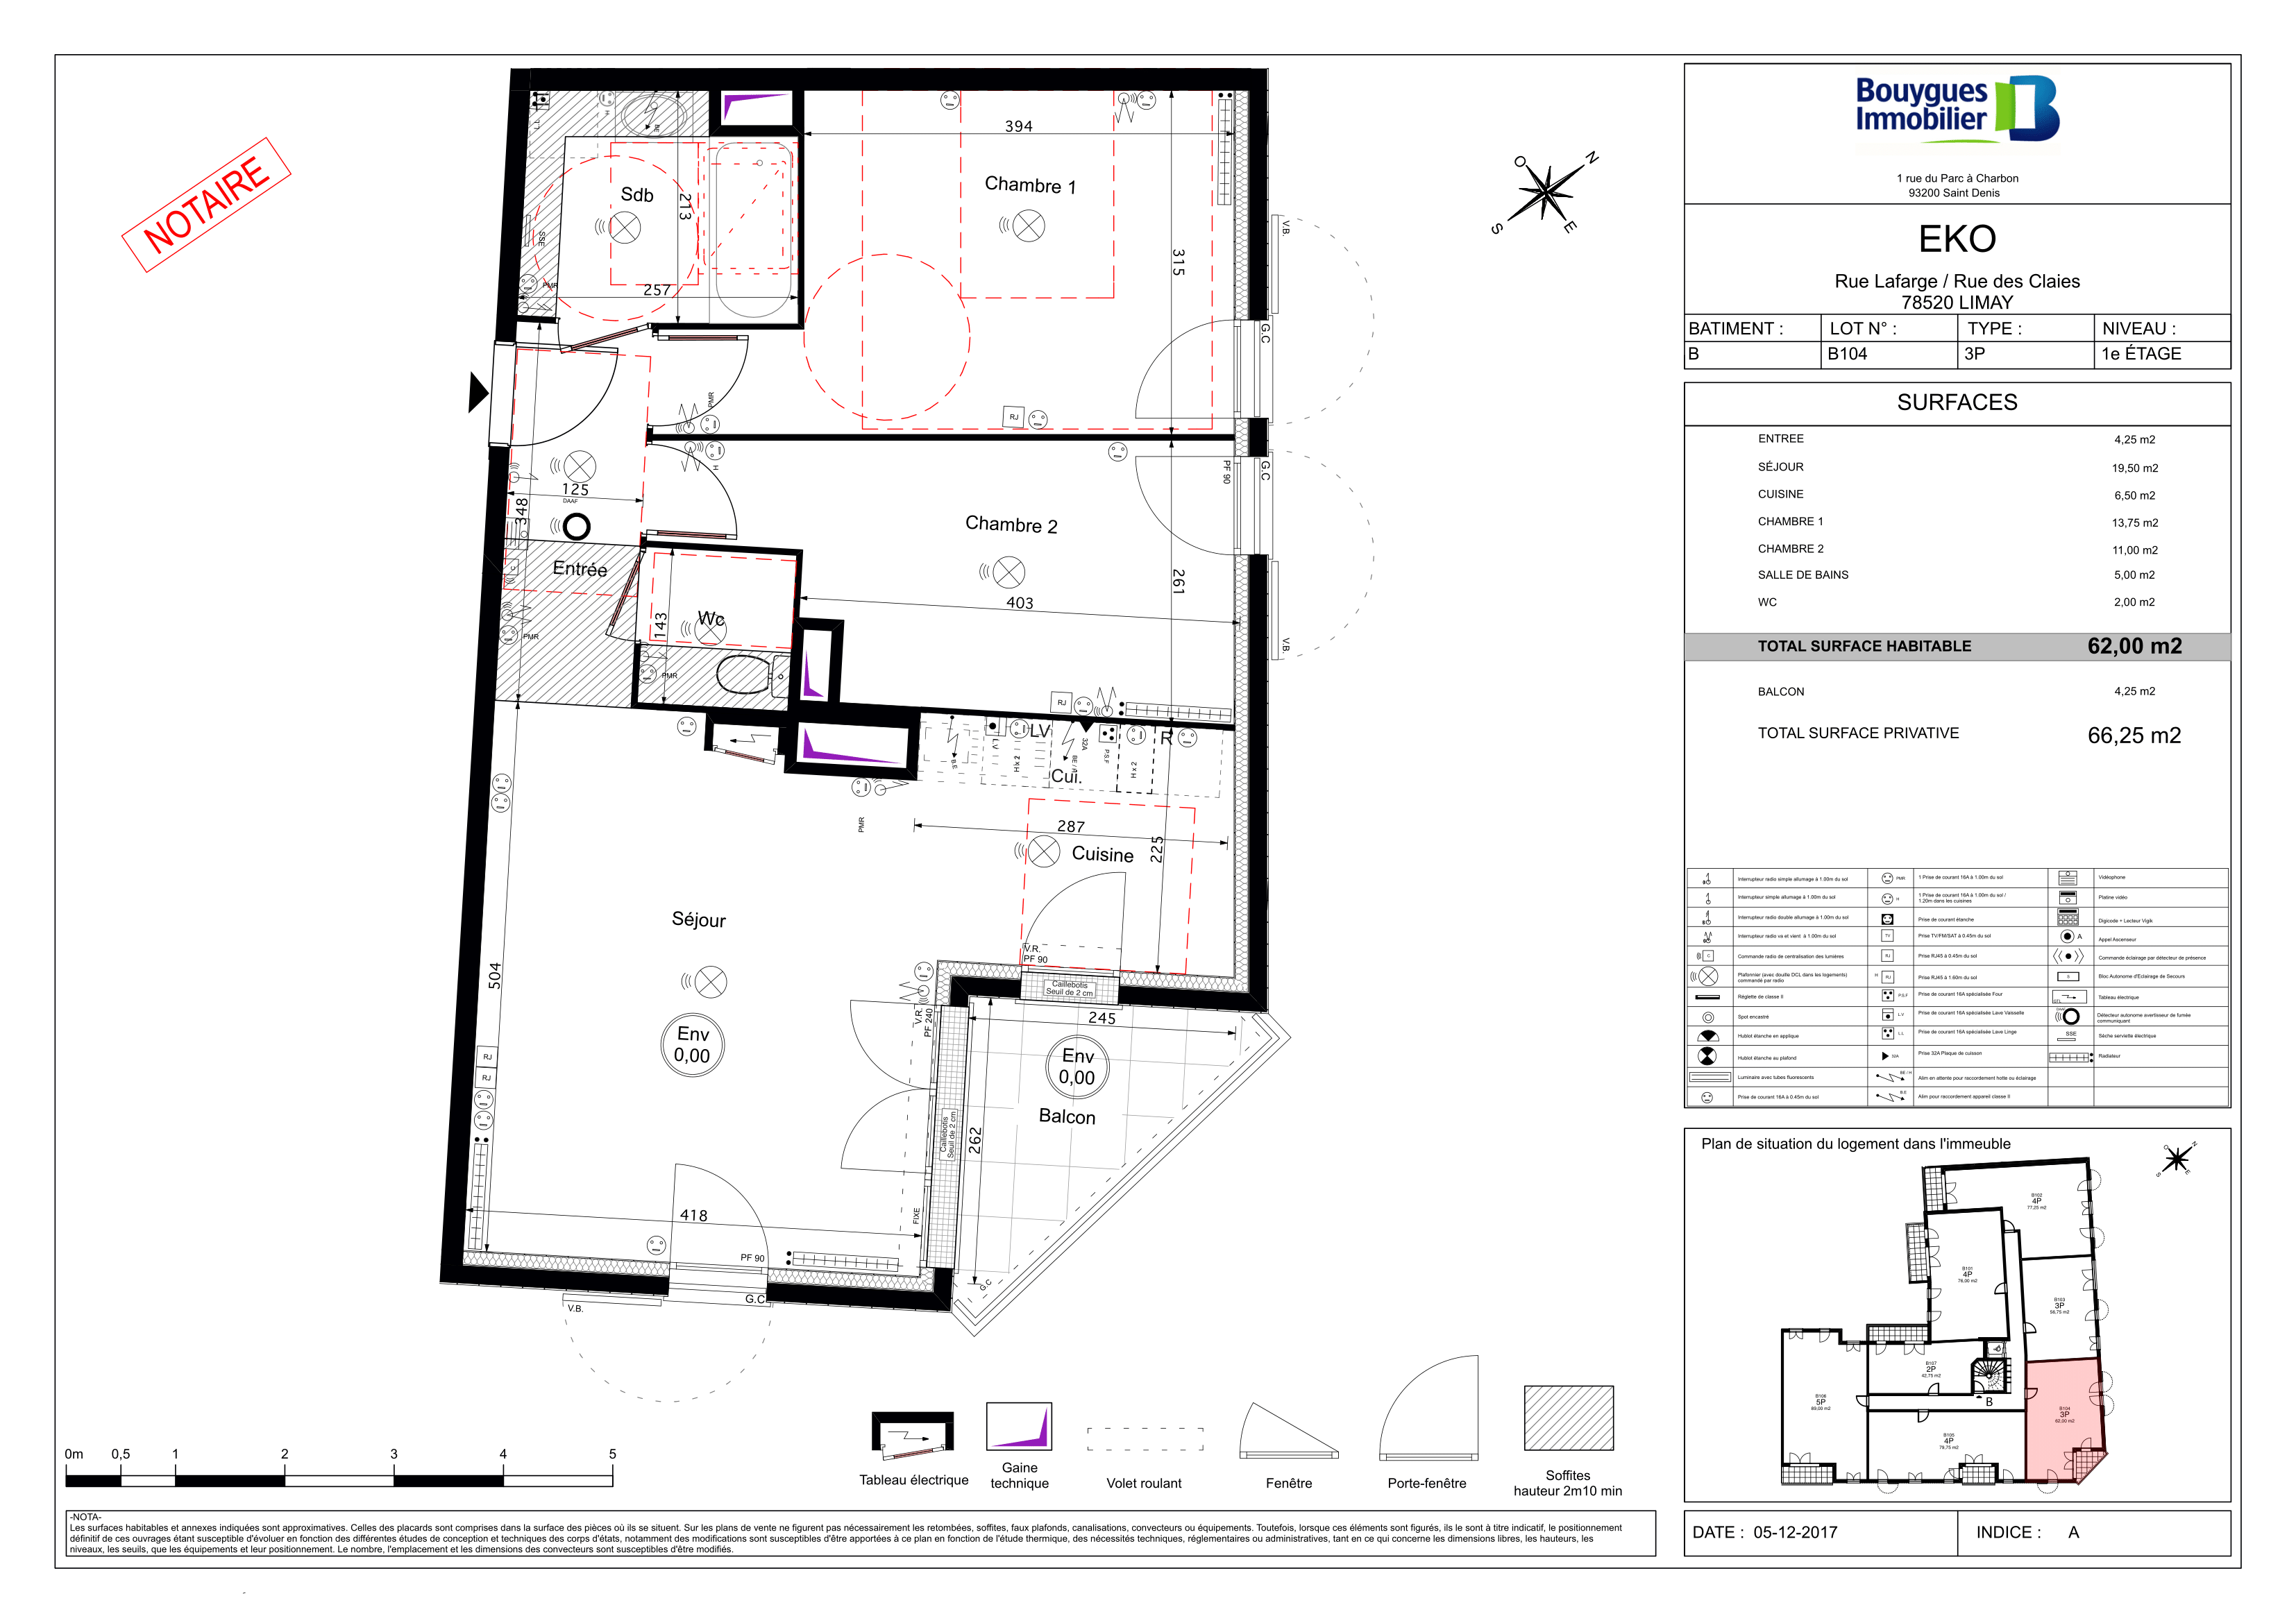 NOTAIRE
394
Chambre 1
Sdb
213
257
315
SSE
PMR
T.T
H
BE
V.B.
G.C
RJ
PMR
H
G.C
PF 90
125
DAAF
348
Entrée
Chambre 2
261
403
Wc
143
PMR
PMR
V.B.
RJ
LV
R
L.V
H x 2
32A
BE / H
P.S.F
H x 2
B.E.
Cui.
287
Cuisine
225
PMR
Séjour
504
V.R.
PF 90
Caillebotis
Seuil de 2 cm
245
V.R.
PF 240
Env
0,00
Env
0,00
Balcon
RJ
RJ
Caillebotis
Seuil de 2 cm
262
FIXE
418
PF 90
G.C
V.B.
G.C
N
O
E
S
0m 0,5 1 2 3 4 5
Tableau électrique
Gaine
technique
Volet roulant
Fenêtre
Porte-fenêtre
Soffites
hauteur 2m10 min
-NOTA-
Les surfaces habitables et annexes indiquées sont approximatives. Celles des placards sont comprises dans la surface des pièces où ils se situent. Sur les plans de vente ne figurent pas nécessairement les retombées, soffites, faux plafonds, canalisations, convecteurs ou équipements. Toutefois, lorsque ces éléments sont figurés, ils le sont à titre indicatif, le positionnement
définitif de ces ouvrages étant susceptible d'évoluer en fonction des différentes études de conception et techniques des corps d'états, notamment des modifications sont susceptibles d'être apportées à ce plan en fonction de l'étude thermique, des nécessités techniques, réglementaires ou administratives, tant en ce qui concerne les dimensions libres, les hauteurs, les
niveaux, les seuils, que les équipements et leur positionnement. Le nombre, l'emplacement et les dimensions des convecteurs sont susceptibles d'être modifiés.
Bouygues
Immobilier
1 rue du Parc à Charbon
93200 Saint Denis
EKO
Rue Lafarge / Rue des Claies
78520 LIMAY
BATIMENT : LOT N° : TYPE : NIVEAU :
B B104 3P 1e ÉTAGE
SURFACES
ENTREE 4,25 m2
SÉJOUR 19,50 m2
CUISINE 6,50 m2
CHAMBRE 1 13,75 m2
CHAMBRE 2 11,00 m2
SALLE DE BAINS 5,00 m2
WC 2,00 m2
TOTAL SURFACE HABITABLE 62,00 m2
BALCON 4,25 m2
TOTAL SURFACE PRIVATIVE 66,25 m2
Interrupteur radio simple allumage à 1.00m du sol PMR 1 Prise de courant 16A à 1.00m du sol Vidéophone
Interrupteur simple allumage à 1.00m du sol H 1 Prise de courant 16A à 1.00m du sol / 1.20m dans les cuisines Platine vidéo
Interrupteur radio double allumage à 1.00m du sol Prise de courant étanche Digicode + Lecteur Vigik
Interrupteur radio va et vient à 1.00m du sol TV Prise TV/FM/SAT à 0.45m du sol A Appel Ascenseur
C Commande radio de centralisation des lumières RJ Prise RJ45 à 0.45m du sol Commande éclairage par détecteur de présence
Plafonnier (avec douille DCL dans les logements) commandé par radio H RJ Prise RJ45 à 1.60m du sol Bloc Autonome d'Eclairage de Secours
Réglette de classe II P.S.F Prise de courant 16A spécialisée Four Tableau électrique
Spot encastré L.V Prise de courant 16A spécialisée Lave Vaisselle Détecteur autonome avertisseur de fumée communiquant
Hublot étanche en applique L.L Prise de courant 16A spécialisée Lave Linge SSE Sèche serviette électrique
Hublot étanche au plafond 32A Prise 32A Plaque de cuisson Radiateur
Luminaire avec tubes fluorescents BE / H Alim en attente pour raccordement hotte ou éclairage
Prise de courant 16A à 0.45m du sol B.E Alim pour raccordement appareil classe II
Plan de situation du logement dans l'immeuble
N
O
E
S
B102
4P
77,25 m2
B101
4P
78,00 m2
B103
3P
58,75 m2
B107
2P
42,75 m2
B106
5P
89,00 m2
B
B104
3P
62,00 m2
B105
4P
79,75 m2
DATE : 05-12-2017 INDICE : A